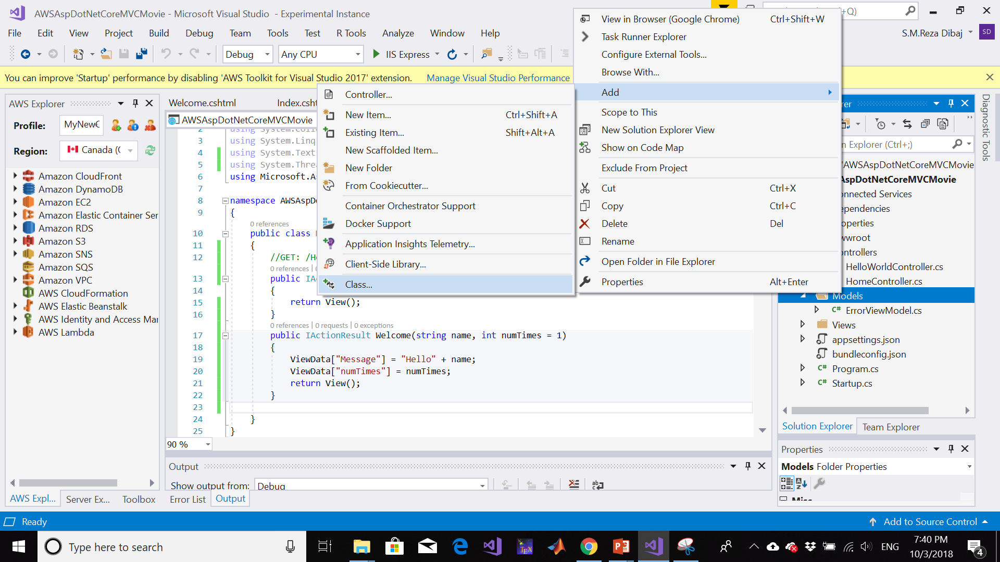 AWSAspDotNetCoreMVCMovie - Microsoft Visual Studio - Experimental Instance
File Edit View Project Build Debug Team Tools Test R Tools Analyze Window Help
S.M.Reza Dibaj SD
Debug Any CPU IIS Express
You can improve 'Startup' performance by disabling 'AWS Toolkit for Visual Studio 2017' extension. Manage Visual Studio Performance
View in Browser (Google Chrome) Ctrl+Shift+W
Task Runner Explorer
Configure External Tools...
Browse With...
Add
Scope to This
New Solution Explorer View
Show on Code Map
Exclude From Project
Cut Ctrl+X
Copy Ctrl+C
Delete Del
Rename
Open Folder in File Explorer
Properties Alt+Enter
Controller...
New Item... Ctrl+Shift+A
Existing Item... Shift+Alt+A
New Scaffolded Item...
New Folder
From Cookiecutter...
Container Orchestrator Support
Docker Support
Application Insights Telemetry...
Client-Side Library...
Class...
AWS Explorer
Profile: MyNewC
Region: Canada (
Amazon CloudFront
Amazon DynamoDB
Amazon EC2
Amazon Elastic Container Ser
Amazon RDS
Amazon S3
Amazon SNS
Amazon SQS
Amazon VPC
AWS CloudFormation
AWS Elastic Beanstalk
AWS Identity and Access Mar
AWS Lambda
AWS Expl... Server Ex... Toolbox
Welcome.cshtml Index.csht
AWSAspDotNetCoreMVCMovie
2 using System.Colle
3 using System.Linq
4 using System.Text
5 using System.Threa
6 using Microsoft.As
7
8 namespace AWSAspDo
9 {
0 references
10 public class
11 {
12 //GET: /He
0 references |
13 public IAc
14 {
15 return View();
16 }
0 references | 0 requests | 0 exceptions
17 public IActionResult Welcome(string name, int numTimes = 1)
18 {
19 ViewData["Message"] = "Hello" + name;
20 ViewData["numTimes"] = numTimes;
21 return View();
22 }
23
24 }
25 }
90 %
Output
Show output from: Debug
Error List Output
rer
n Explorer (Ctrl+;)
'AWSAspDotNetCoreMVCMovie
AspDotNetCoreMVCMovie
onnected Services
ependencies
operties
wwroot
ontrollers
HelloWorldController.cs
HomeController.cs
Models
ErrorViewModel.cs
Views
appsettings.json
bundleconfig.json
Program.cs
Startup.cs
Solution Explorer Team Explorer
Properties
Models Folder Properties
Misc
Diagnostic Tools
Ready Add to Source Control
Type here to search
TEX
ENG
7:40 PM
10/3/2018
4